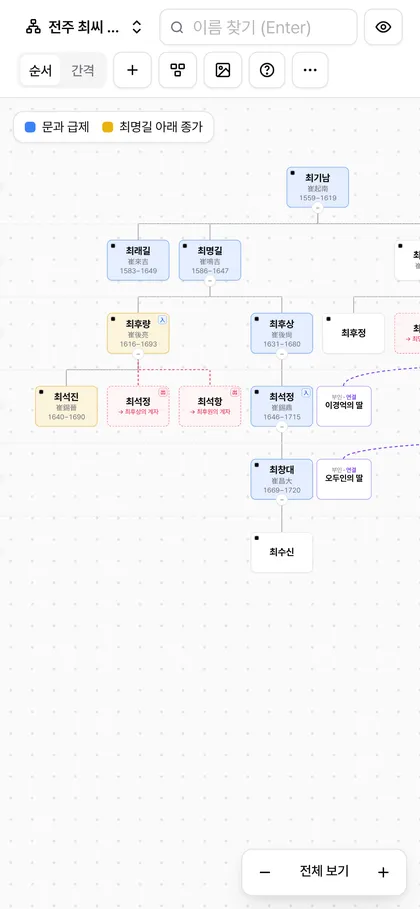 전주 최씨 ...
이름 찾기 (Enter)
순서
간격
문과 급제
최명길 아래 종가
최기남
崔起南
1559–1619
최래길
崔來吉
1583–1649
최명길
崔鳴吉
1586–1647
최후량
入
崔後亮
1616–1693
최후상
崔後尙
1631–1680
최후정
최석진
崔錫晉
1640–1690
최석정
出
→ 최후상의 계자
최석항
出
→ 최후원의 계자
최석정
入
崔錫鼎
1646–1715
부인·연결
이경억의 딸
최창대
崔昌大
1669–1720
부인·연결
오두인의 딸
최수신
전체 보기